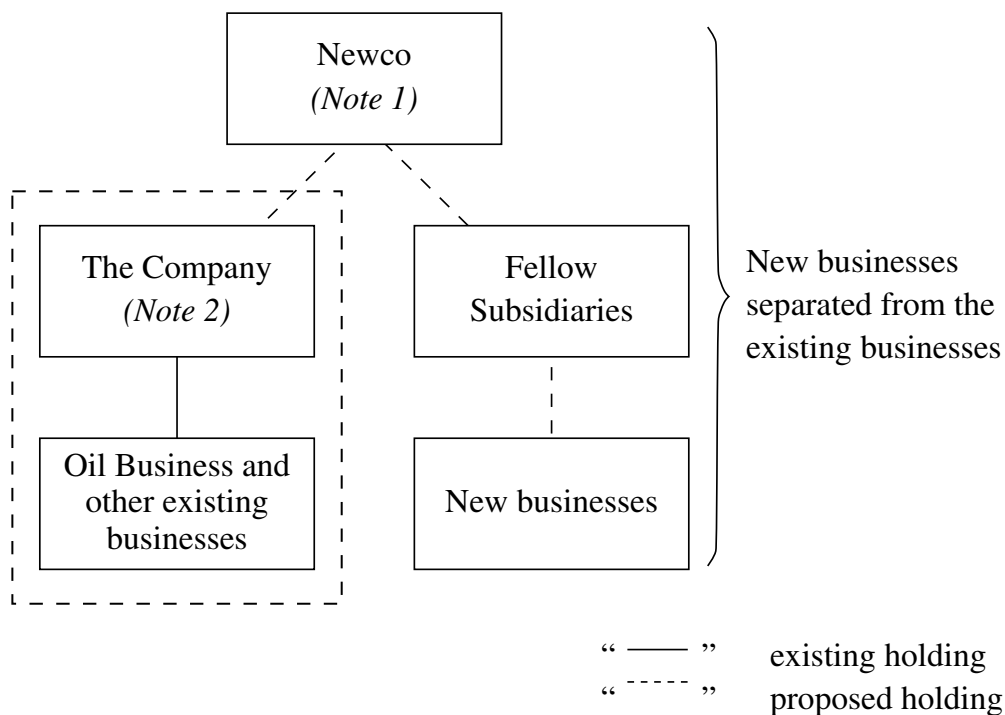 Newco
(Note 1)
The Company
(Note 2)
Fellow
Subsidiaries
New businesses
separated from the
existing businesses
Oil Business and
other existing
businesses
New businesses
“ — ” existing holding
“ ---- ” proposed holding